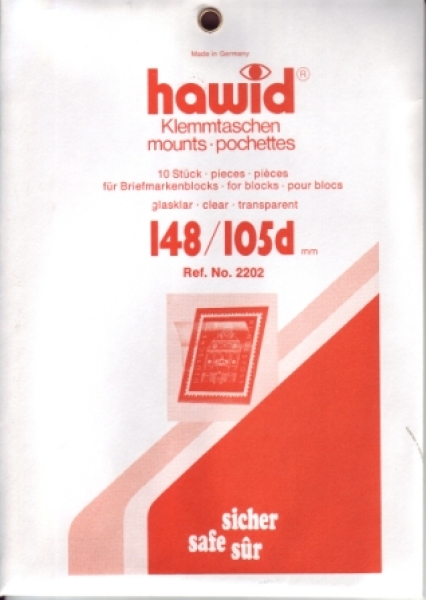 Made in Germany
hawid®
Klemmtaschen
mounts · pochettes
10 Stück · pieces · pièces
für Briefmarkenblocks · for blocks · pour blocs
glasklar · clear · transparent
148/105d mm
Ref. No. 2202
sicher
safe
sûr